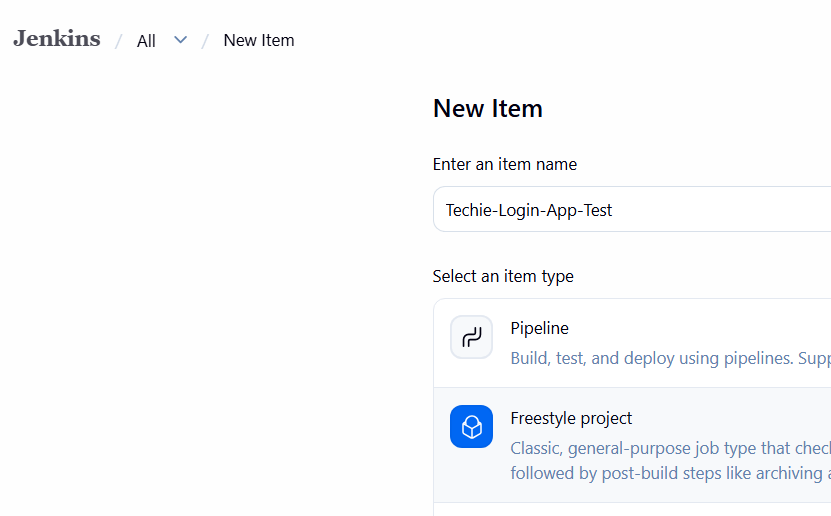 Jenkins / All / New Item
New Item
Enter an item name
Techie-Login-App-Test
Select an item type
Pipeline
Build, test, and deploy using pipelines.
Freestyle project
Classic, general-purpose job type that
followed by post-build steps like archiving